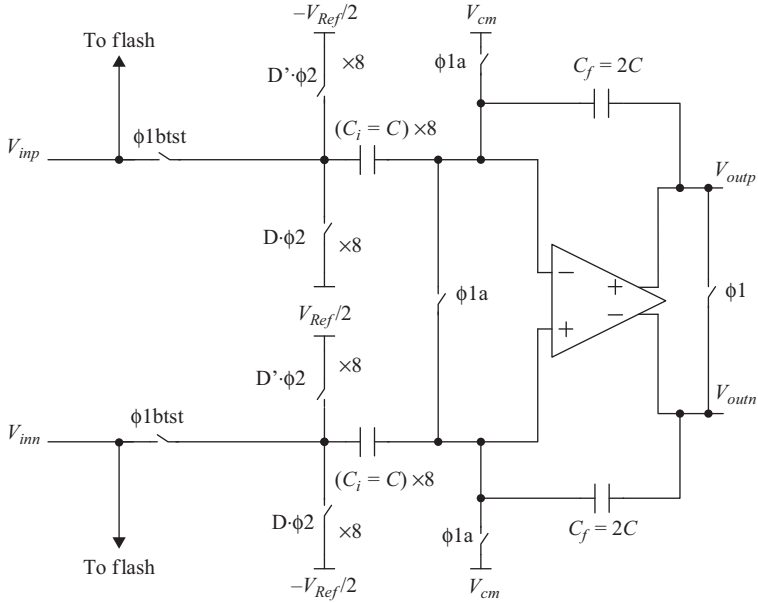 −V_Ref/2
V_cm
To flash
×8
D’·ϕ2
ϕ1a
C_f = 2C
(C_i = C) ×8
ϕ1btst
V_inp
V_outp
D·ϕ2
×8
−
+
ϕ1a
ϕ1
V_Ref/2
−
+
×8
D’·ϕ2
V_outn
ϕ1btst
V_inn
(C_i = C) ×8
D·ϕ2
×8
C_f = 2C
ϕ1a
To flash
−V_Ref/2
V_cm